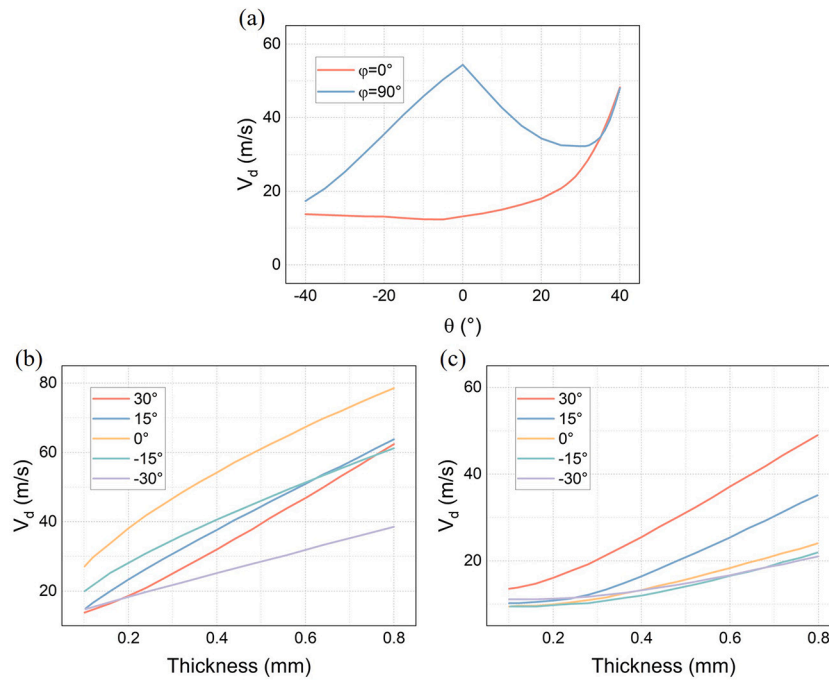 (a)
60
40
20
0
V_d (m/s)
φ=0°
φ=90°
-40 -20 0 20 40
θ (°)
(b)
80
60
40
20
V_d (m/s)
30°
15°
0°
-15°
-30°
0.2 0.4 0.6 0.8
Thickness (mm)
(c)
60
40
20
V_d (m/s)
30°
15°
0°
-15°
-30°
0.2 0.4 0.6 0.8
Thickness (mm)